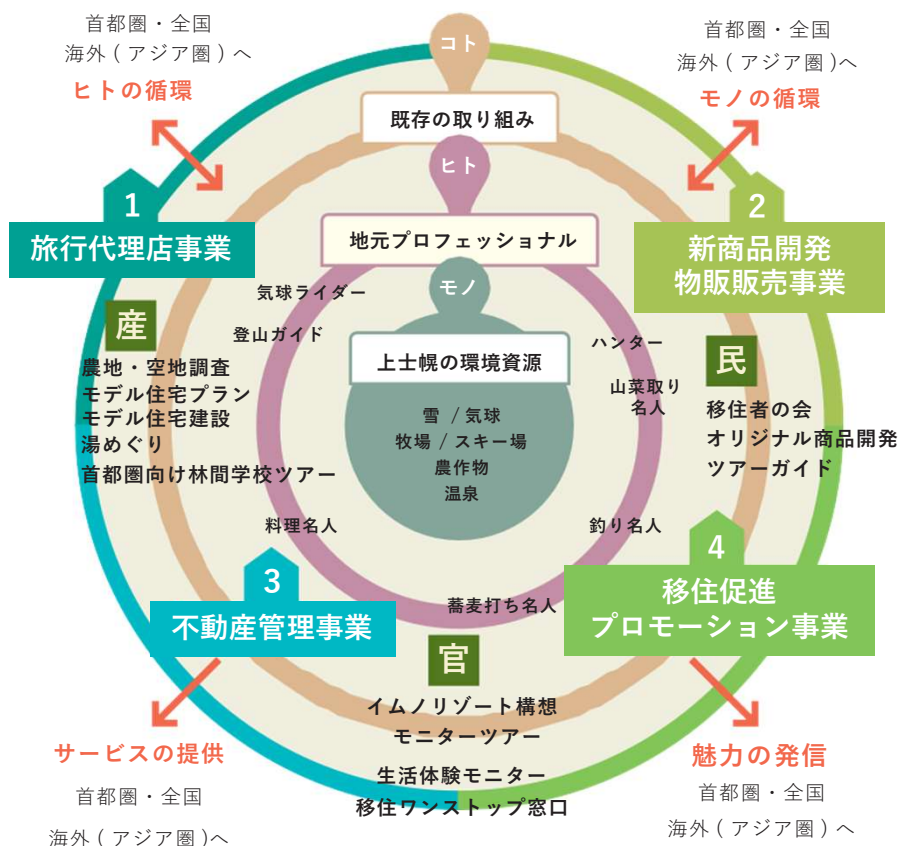 首都圏・全国
海外 ( アジア圏 ) へ
ヒトの循環
首都圏・全国
海外 ( アジア圏 )へ
モノの循環
コト
既存の取り組み
ヒト
地元プロフェッショナル
モノ
上士幌の環境資源
雪 / 気球
牧場 / スキー場
農作物
温泉
1
旅行代理店事業
2
新商品開発
物販販売事業
気球ライダー
登山ガイド
ハンター
山菜取り
名人
料理名人
釣り名人
蕎麦打ち名人
産
農地・空地調査
モデル住宅プラン
モデル住宅建設
湯めぐり
首都圏向け林間学校ツアー
民
移住者の会
オリジナル商品開発
ツアーガイド
3
不動産管理事業
4
移住促進
プロモーション事業
官
イムノリゾート構想
モニターツアー
生活体験モニター
移住ワンストップ窓口
サービスの提供
首都圏・全国
海外 ( アジア圏 )へ
魅力の発信
首都圏・全国
海外 ( アジア圏 ) へ